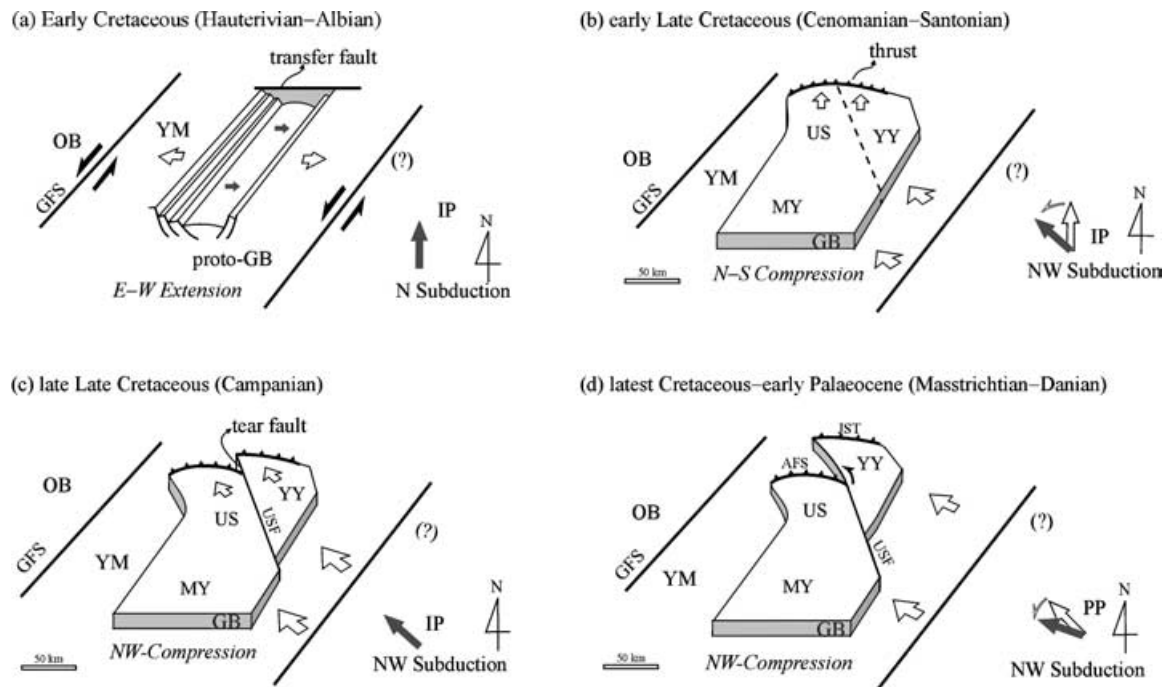 (a) Early Cretaceous (Hauterivian−Albian)
transfer fault
OB
YM
GFS
(?)
IP
N
proto-GB
E−W Extension
N Subduction
(b) early Late Cretaceous (Cenomanian−Santonian)
thrust
US
YY
OB
YM
GFS
(?)
MY
GB
IP
N
50 km
N−S Compression
NW Subduction
(c) late Late Cretaceous (Campanian)
tear fault
OB
YY
US
USF
(?)
GFS
YM
MY
GB
N
IP
50 km
NW-Compression
NW Subduction
(d) latest Cretaceous−early Palaeocene (Masstrichtian−Danian)
IST
AFS
YY
OB
US
(?)
GFS
USF
YM
MY
GB
N
PP
50 km
NW-Compression
NW Subduction